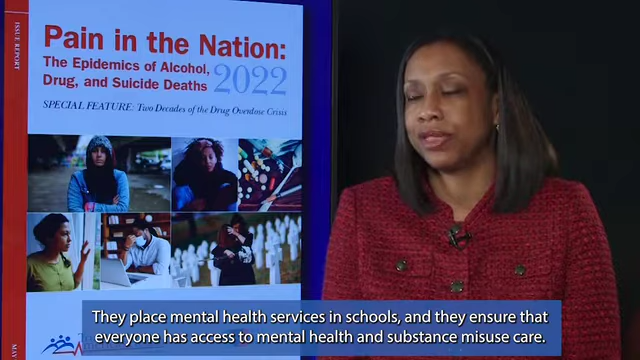 ISSUE REPORT
Pain in the Nation:
The Epidemics of Alcohol,
Drug, and Suicide Deaths 2022
SPECIAL FEATURE: Two Decades of the Drug Overdose Crisis
They place mental health services in schools, and they ensure that
everyone has access to mental health and substance misuse care.